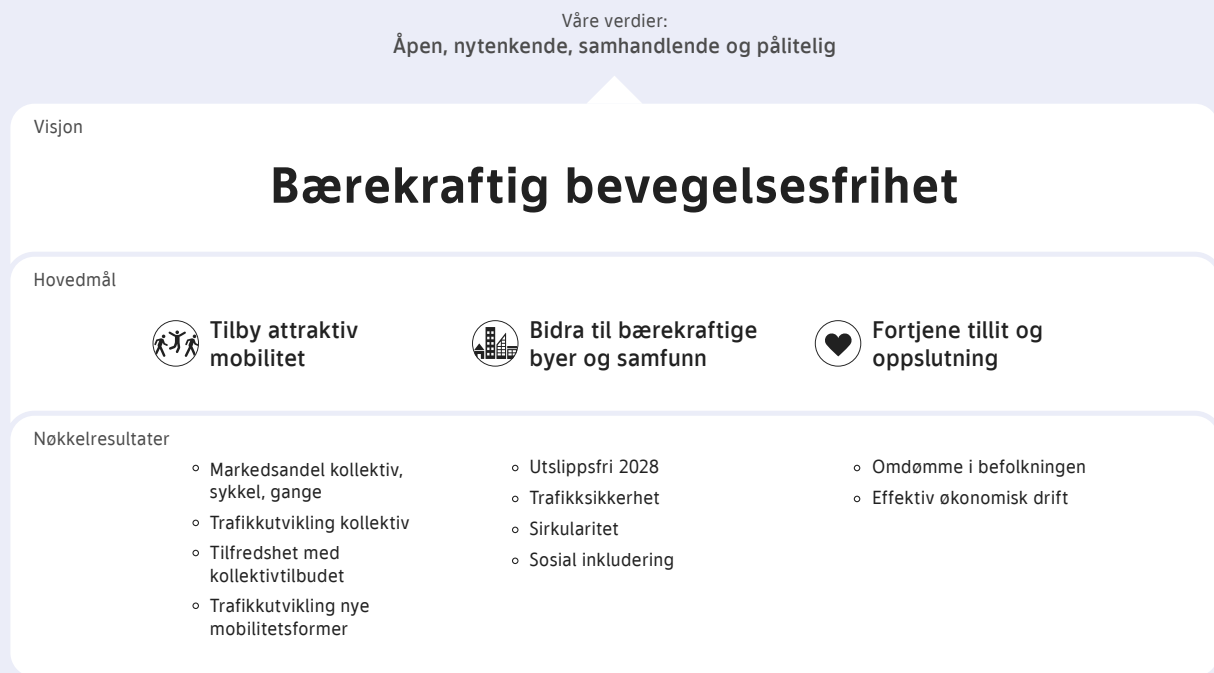 Våre verdier:
Åpen, nytenkende, samhandlende og pålitelig
Visjon
Bærekraftig bevegelsesfrihet
Hovedmål
Tilby attraktiv
mobilitet
Bidra til bærekraftige
byer og samfunn
Fortjene tillit og
oppslutning
Nøkkelresultater
Markedsandel kollektiv,
sykkel, gange
Trafikkutvikling kollektiv
Tilfredshet med
kollektivtilbudet
Trafikkutvikling nye
mobilitetsformer
Utslippsfri 2028
Trafikksikkerhet
Sirkularitet
Sosial inkludering
Omdømme i befolkningen
Effektiv økonomisk drift